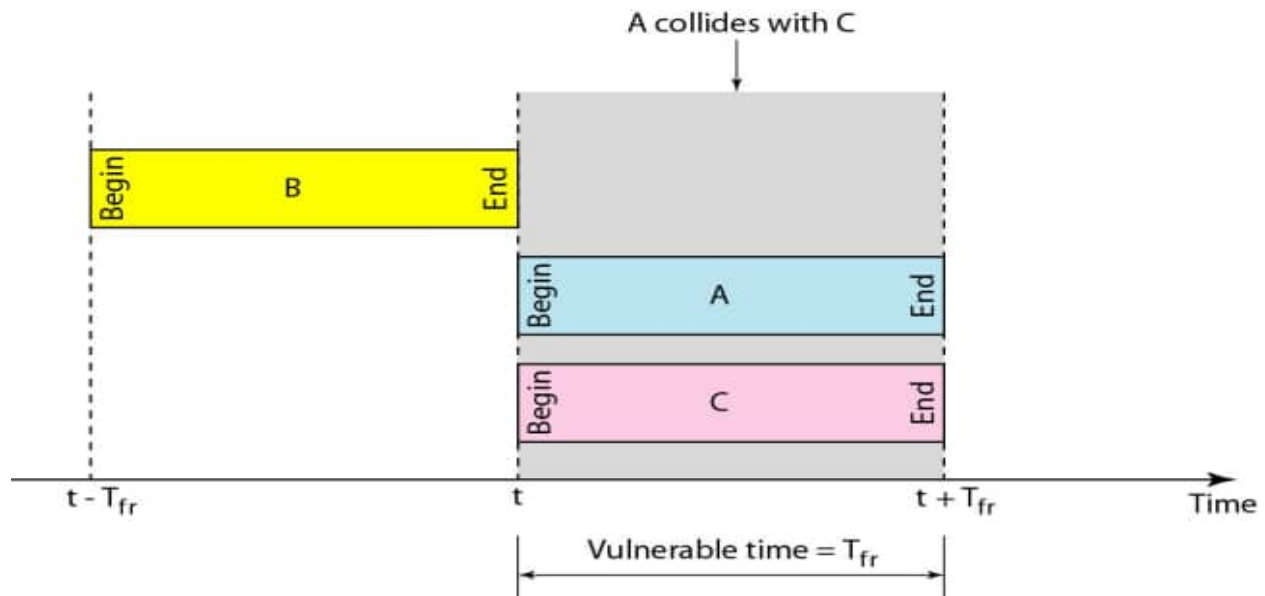 A collides with C
Begin B End
Begin A End
Begin C End
t - Tfr t t + Tfr Time
Vulnerable time = Tfr